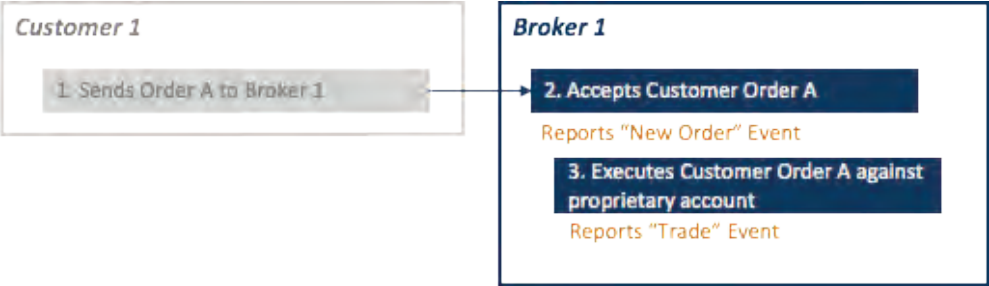 Customer 1
1. Sends Order A to Broker 1
Broker 1
2. Accepts Customer Order A
Reports "New Order" Event
3. Executes Customer Order A against
proprietary account
Reports "Trade" Event